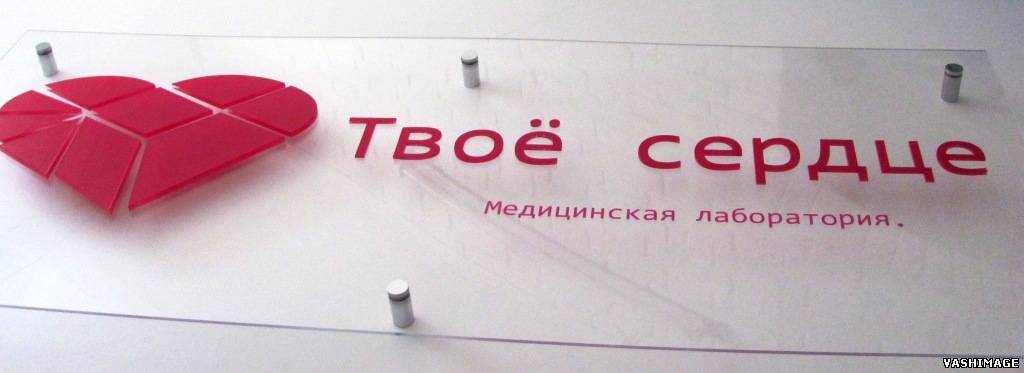 Твоё сердце
Медицинская лаборатория.
VASHIMAGE